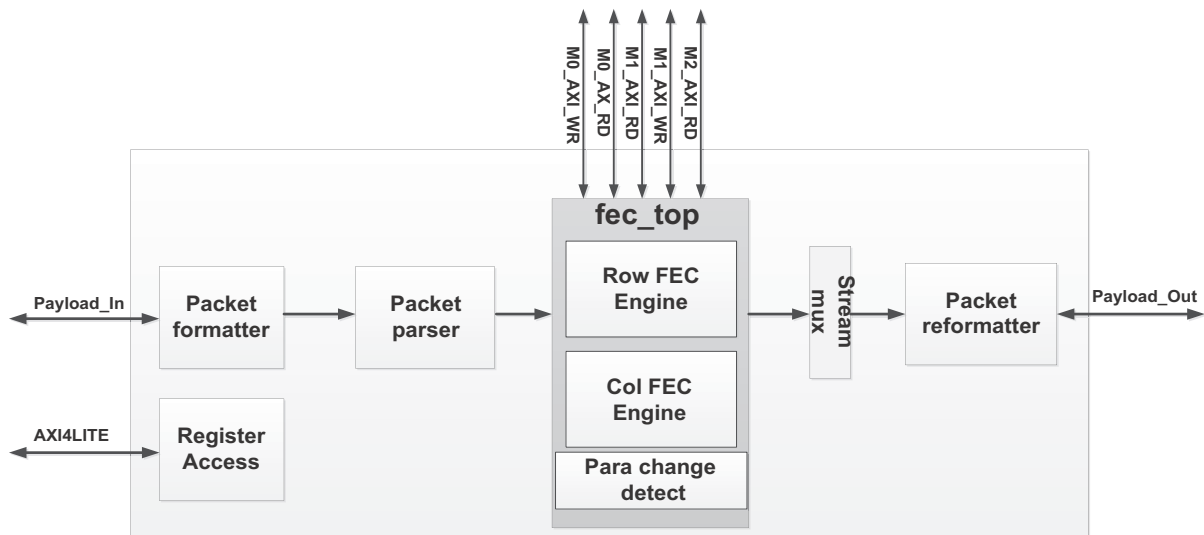 M0_AXI_WR
M0_AX_RD
M1_AXI_RD
M1_AXI_WR
M2_AXI_RD
fec_top
Row FEC
Engine
Col FEC
Engine
Para change
detect
Payload_In
Packet
formatter
Packet
parser
Stream
mux
Packet
reformatter
Payload_Out
AXI4LITE
Register
Access